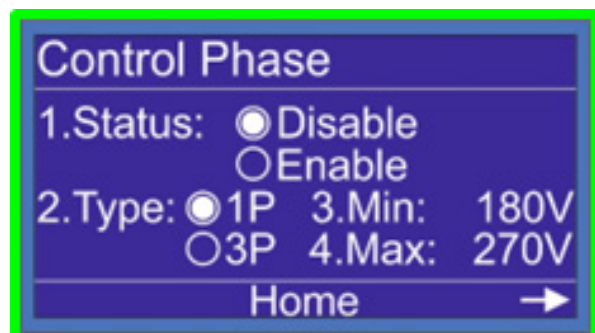 Control Phase
1.Status: Disable
Enable
2.Type: 1P 3.Min: 180V
3P 4.Max: 270V
Home